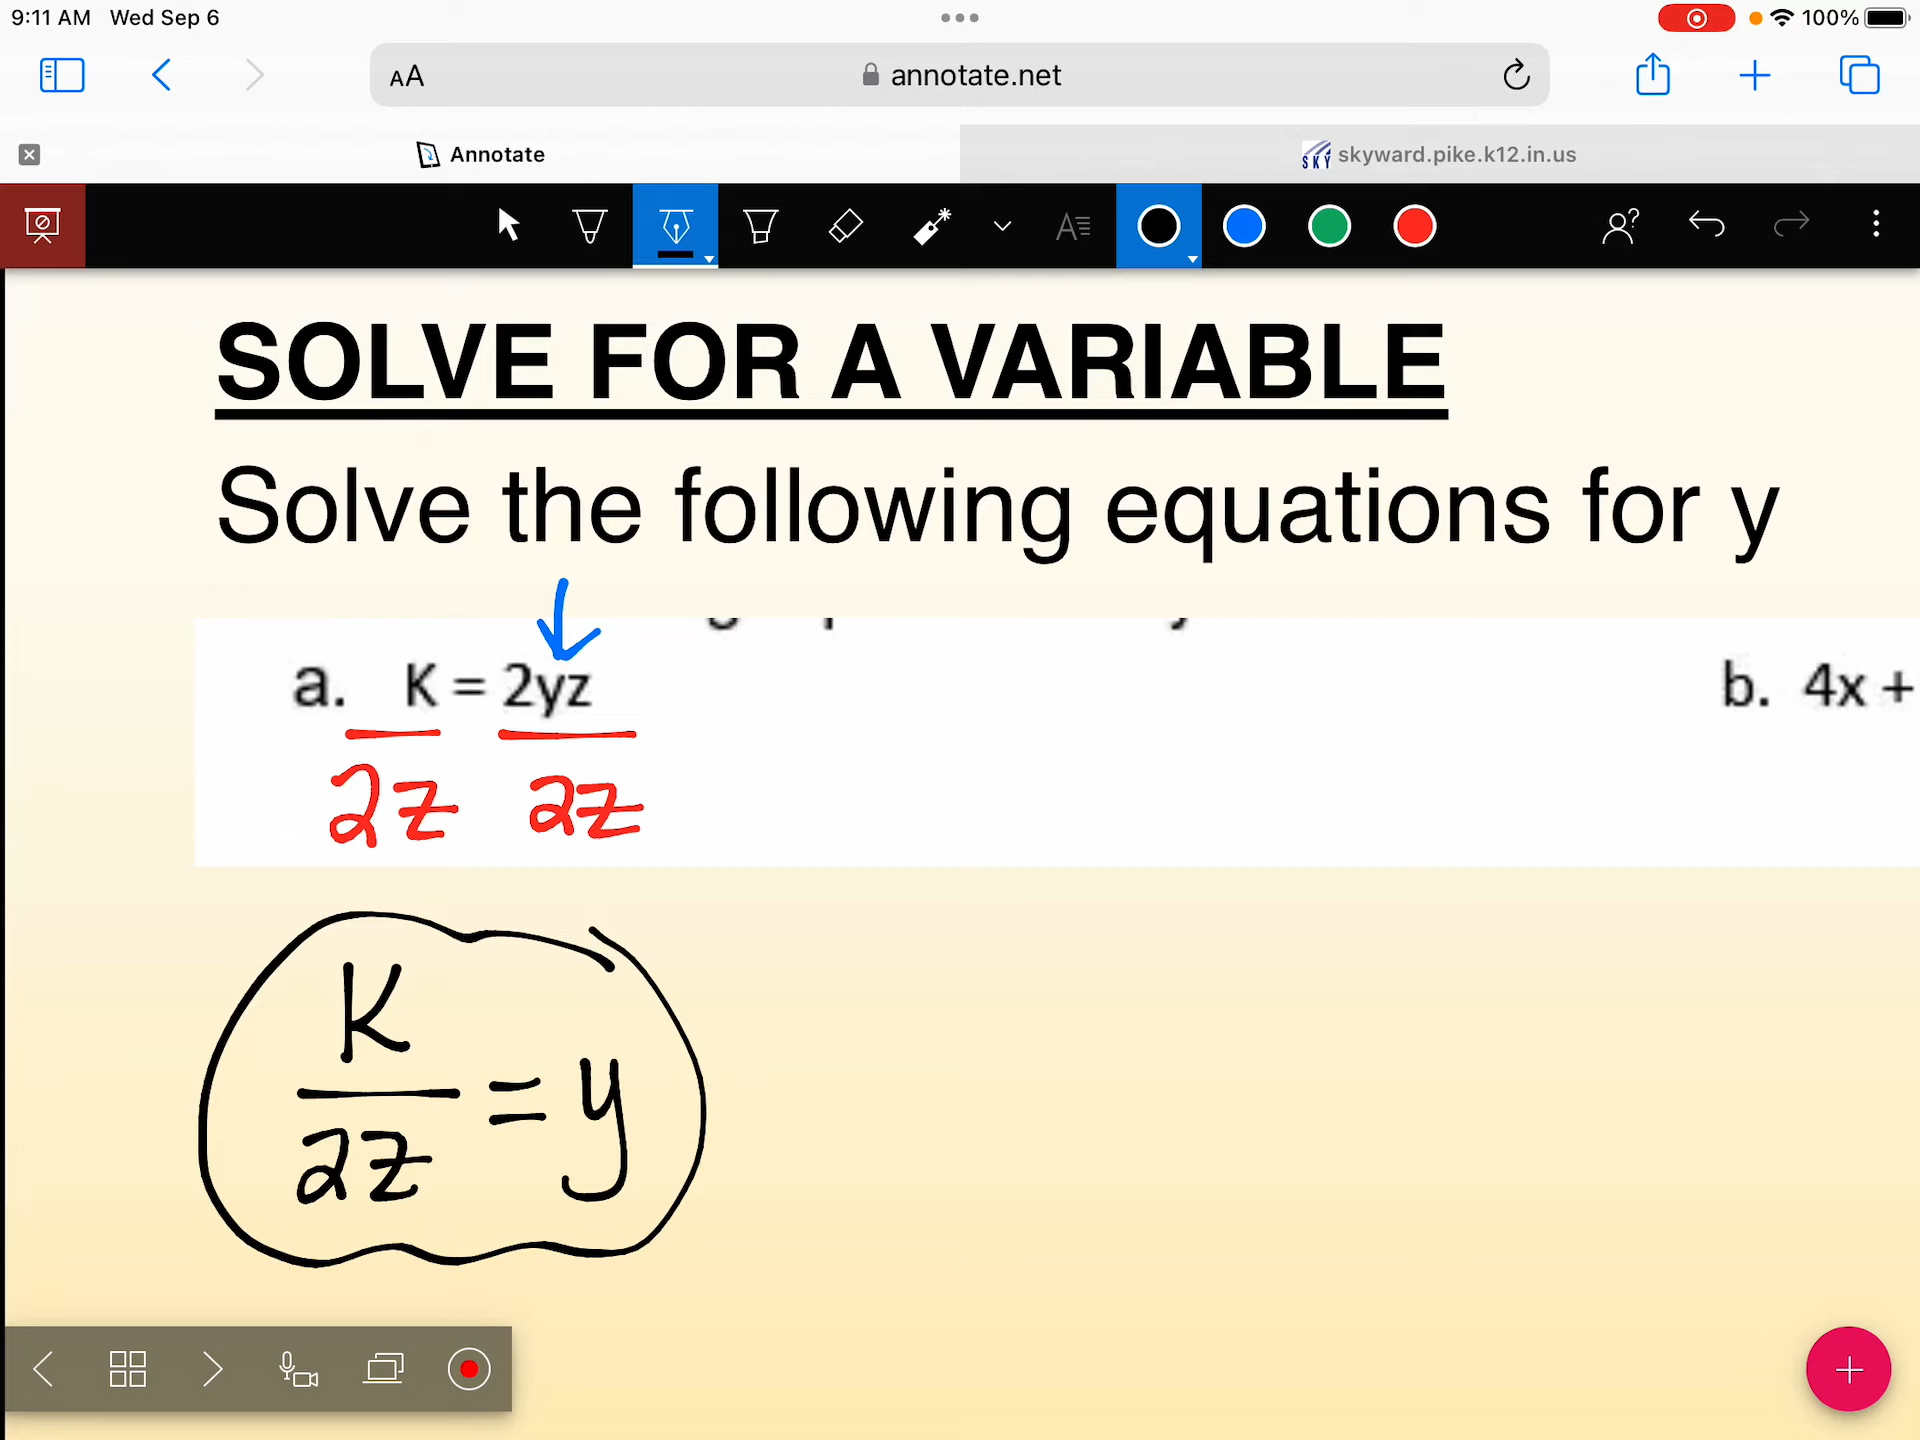 9:11 AM Wed Sep 6
100%
AA
annotate.net
Annotate
SKY skyward.pike.k12.in.us
SOLVE FOR A VARIABLE
Solve the following equations for y
a. K = 2yz
b. 4x +
2z 2z
K
= y
2z